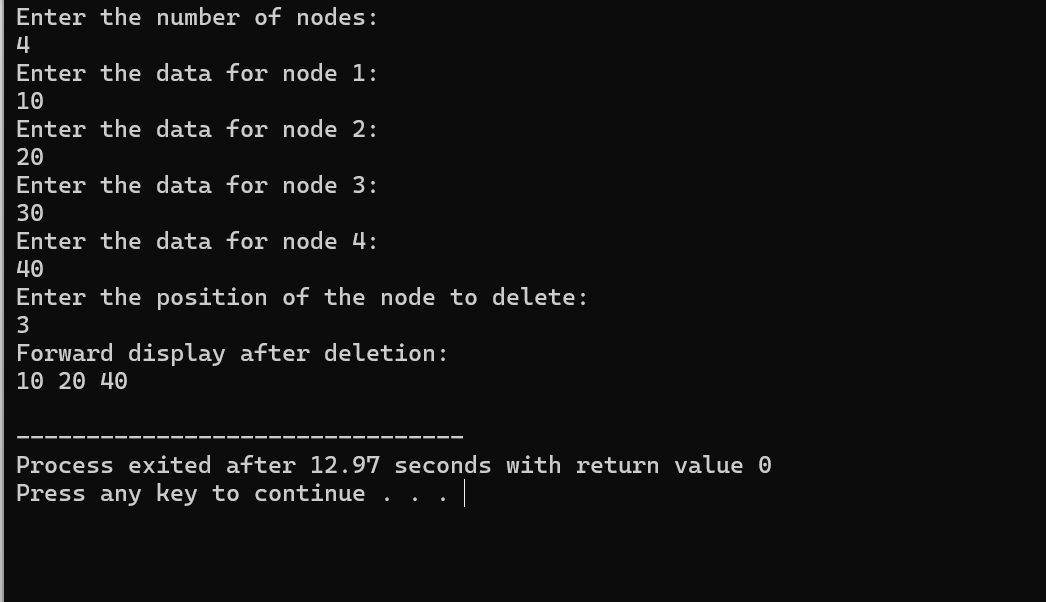 Enter the number of nodes:
4
Enter the data for node 1:
10
Enter the data for node 2:
20
Enter the data for node 3:
30
Enter the data for node 4:
40
Enter the position of the node to delete:
3
Forward display after deletion:
10 20 40
--------------------------------
Process exited after 12.97 seconds with return value 0
Press any key to continue . . .